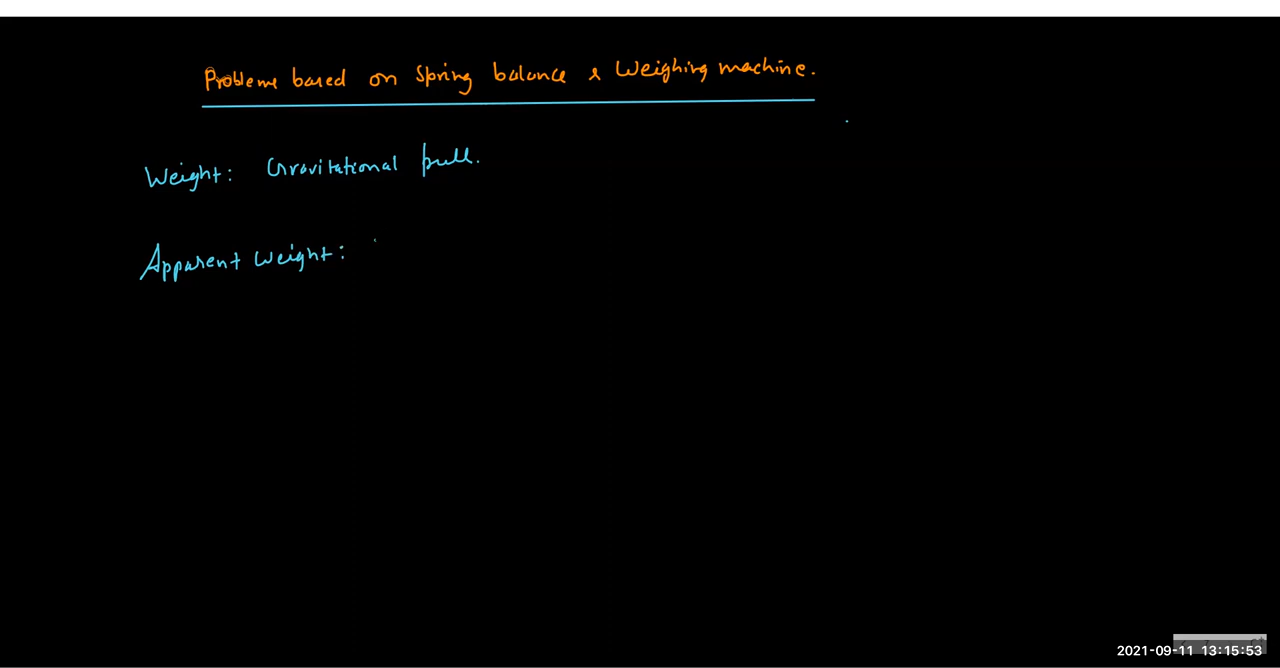 Problems based on Spring balance & Weighing machine.
Weight: Gravitational pull.
Apparent weight:
2021-09-11 13:15:53